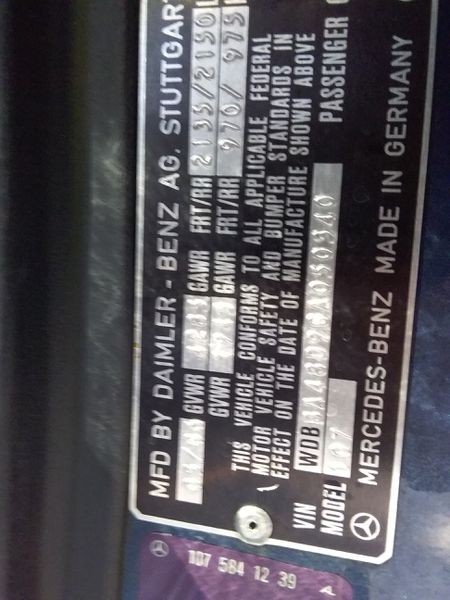 MFD BY DAIMLER - BENZ AG. STUTTGART
GVWR GAWR FRT/RR 2135/2150
GVWR GAWR FRT/RR 970/975
THIS VEHICLE CONFORMS TO ALL APPLICABLE FEDERAL
MOTOR VEHICLE SAFETY AND BUMPER STANDARDS IN
EFFECT ON THE DATE OF MANUFACTURE SHOWN ABOVE
VIN WDB
MODEL 107 PASSENGER
MERCEDES-BENZ MADE IN GERMANY
107 584 12 39